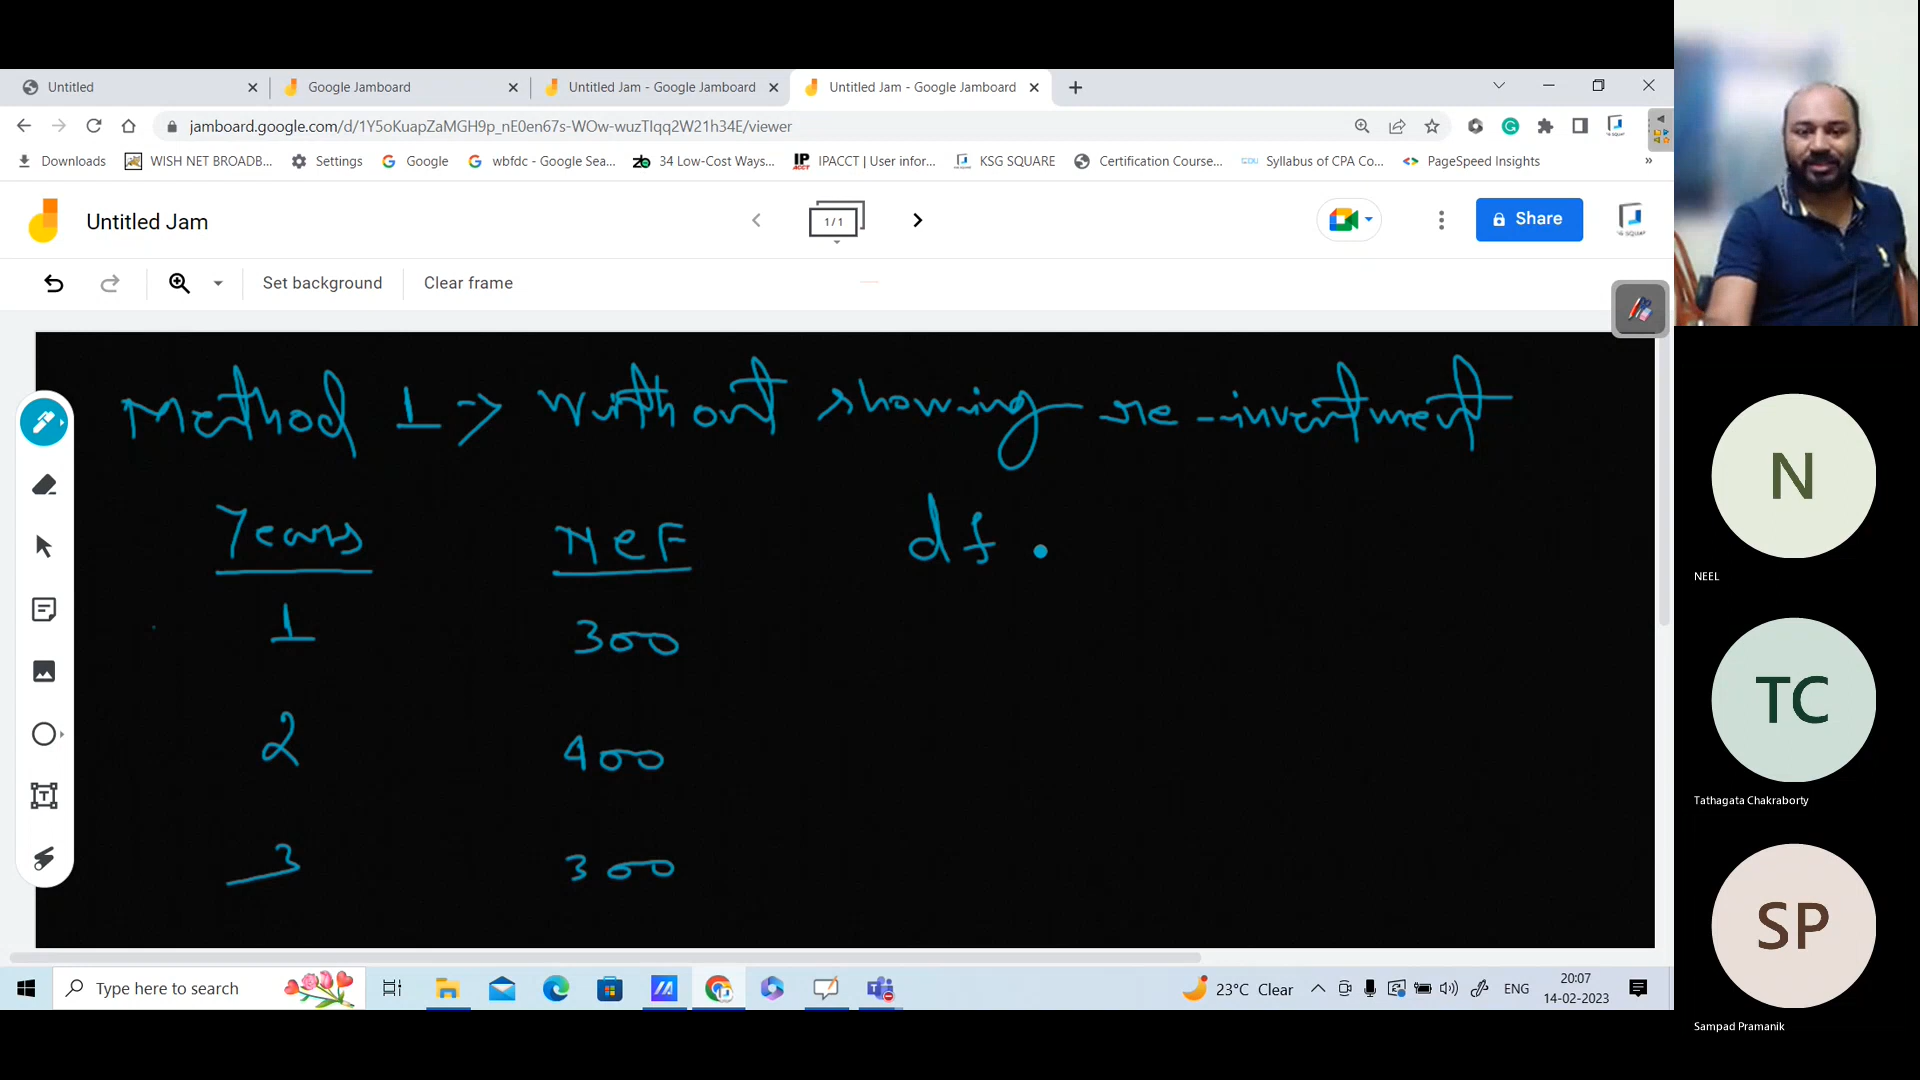 Untitled
Google Jamboard
Untitled Jam - Google Jamboard
Untitled Jam - Google Jamboard
jamboard.google.com/d/1Y5oKuapZaMGH9p_nE0en67s-WOw-wuzTlqq2W21h34E/viewer
Downloads WISH NET BROADB... Settings Google wbfdc - Google Sea... 34 Low-Cost Ways... IPACCT | User infor... KSG SQUARE Certification Course... Syllabus of CPA Co... PageSpeed Insights »
Untitled Jam
1/1
Share
Set background
Clear frame
Method 1 -> Without showing re-investment
Years NCF df
1 300
2 400
3 300
N
NEEL
TC
Tathagata Chakraborty
SP
Sampad Pramanik
Type here to search
23°C Clear
ENG
20:07
14-02-2023